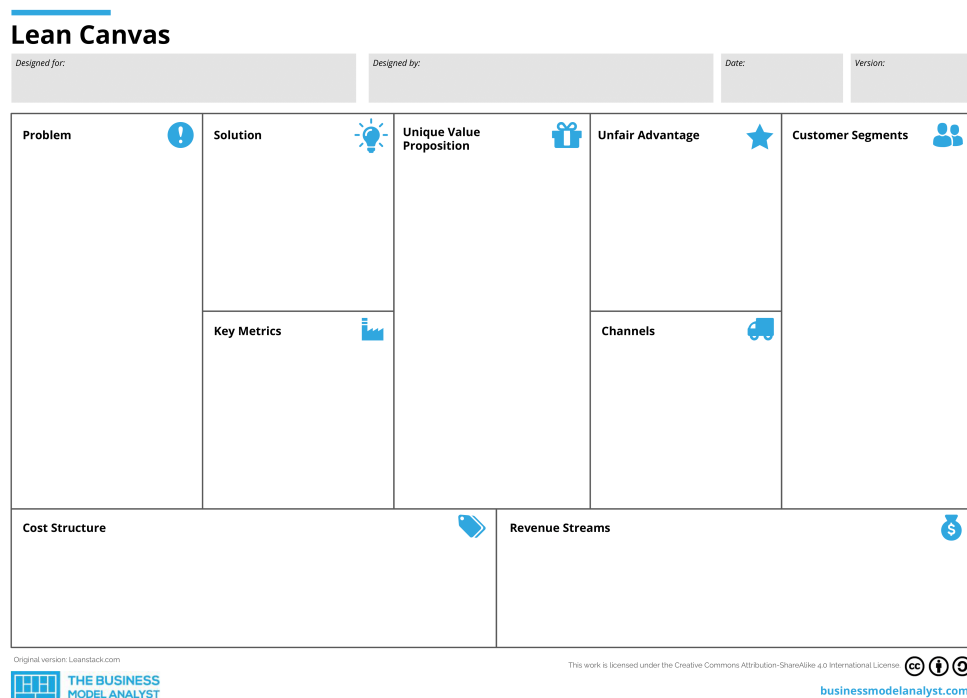 Lean Canvas
Designed for:
Designed by:
Date:
Version:
Problem
Solution
Unique Value
Proposition
Unfair Advantage
Customer Segments
Key Metrics
Channels
Cost Structure
Revenue Streams
$
Original version: Leanstack.com
This work is licensed under the Creative Commons Attribution-ShareAlike 4.0 International License.
cc
THE BUSINESS
MODEL ANALYST
businessmodelanalyst.com